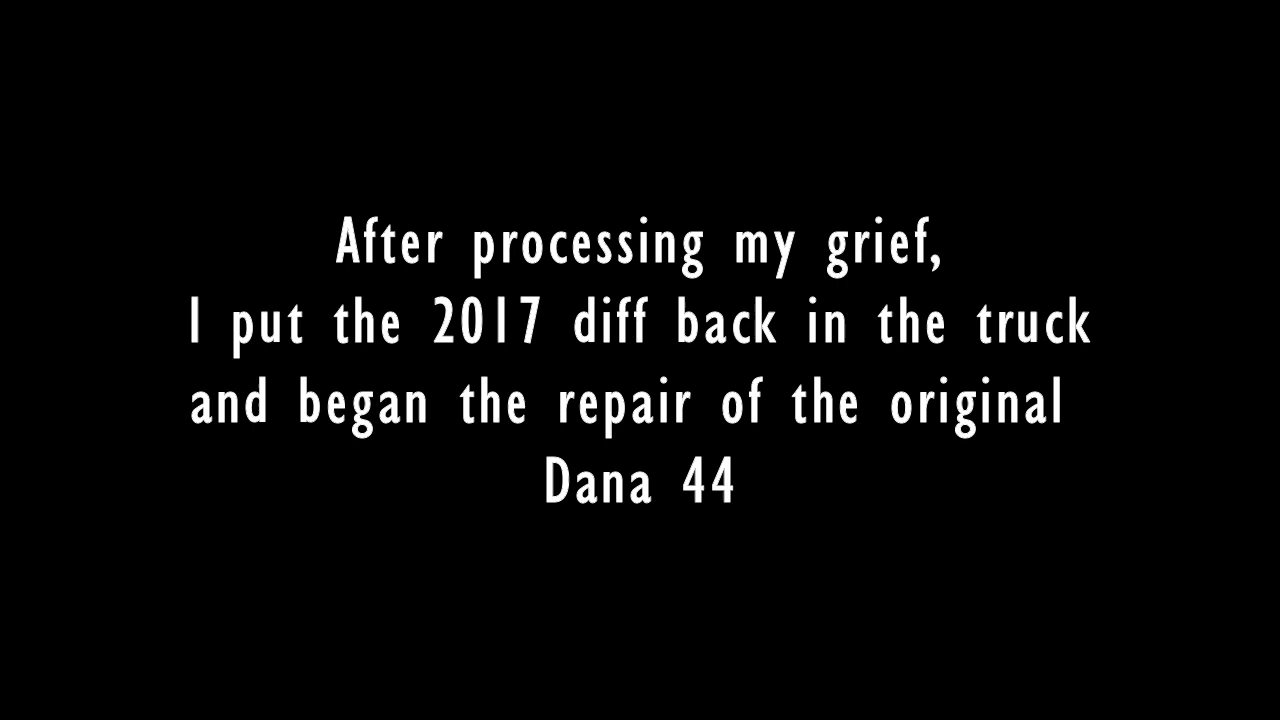 After processing my grief,
I put the 2017 diff back in the truck
and began the repair of the original
Dana 44